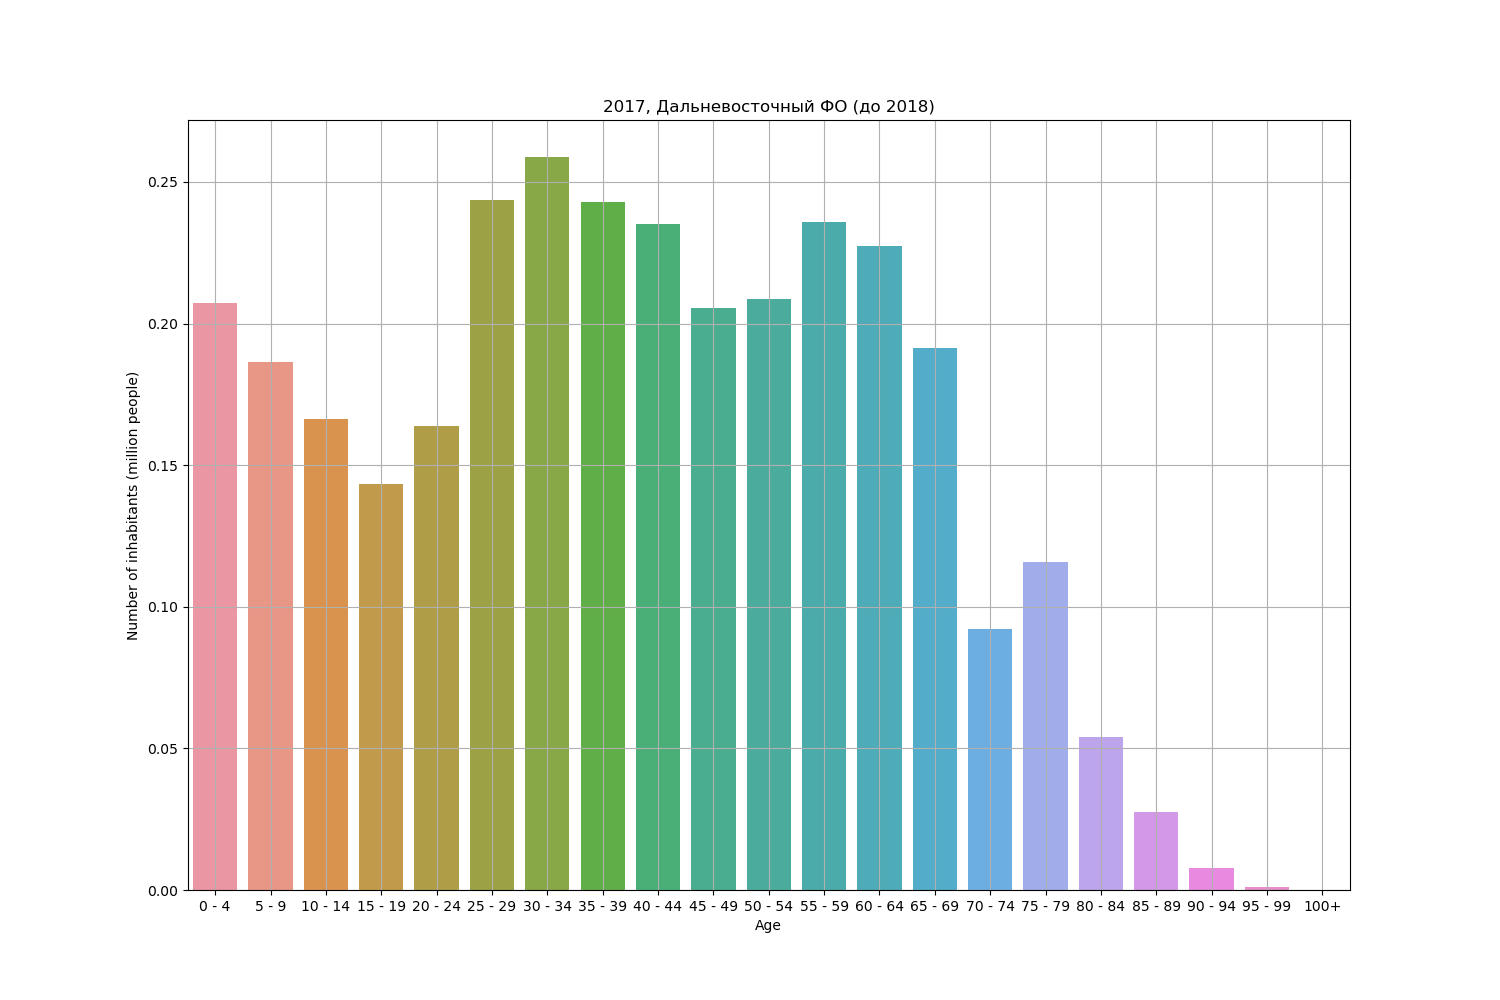 2017, Дальневосточный ФО (до 2018)
Number of inhabitants (million people)
0.25
0.20
0.15
0.10
0.05
0.00
0 - 4 5 - 9 10 - 14 15 - 19 20 - 24 25 - 29 30 - 34 35 - 39 40 - 44 45 - 49 50 - 54 55 - 59 60 - 64 65 - 69 70 - 74 75 - 79 80 - 84 85 - 89 90 - 94 95 - 99 100+
Age